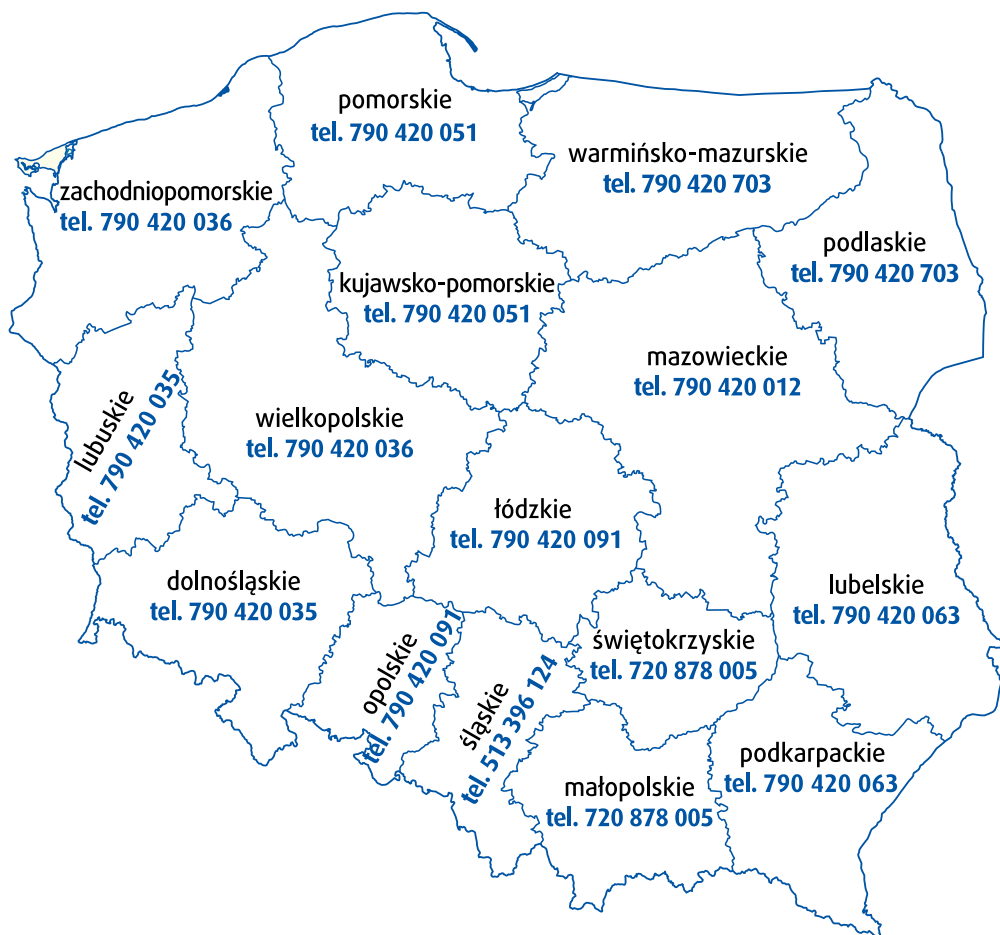 pomorskie
tel. 790 420 051
warmińsko-mazurskie
tel. 790 420 703
zachodniopomorskie
tel. 790 420 036
podlaskie
tel. 790 420 703
kujawsko-pomorskie
tel. 790 420 051
mazowieckie
tel. 790 420 012
lubuskie
tel. 790 420 035
wielkopolskie
tel. 790 420 036
łódzkie
tel. 790 420 091
dolnośląskie
tel. 790 420 035
lubelskie
tel. 790 420 063
opolskie
tel. 790 420 091
śląskie
tel. 513 396 124
świętokrzyskie
tel. 720 878 005
małopolskie
tel. 720 878 005
podkarpackie
tel. 790 420 063